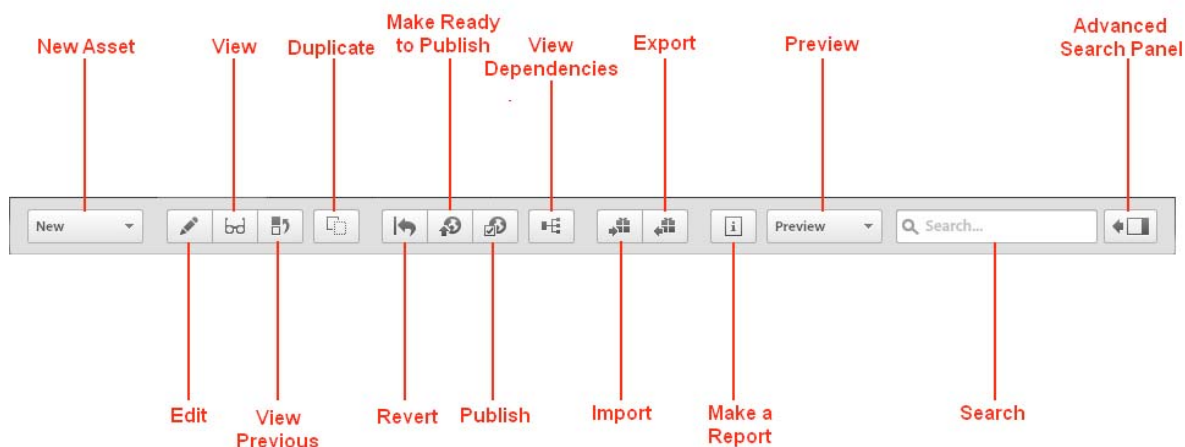 New Asset
View
Duplicate
Make Ready
to Publish
View
Dependencies
Export
Preview
Advanced
Search Panel
New
i
Preview
Search...
Edit
View
Previous
Revert
Publish
Import
Make a
Report
Search